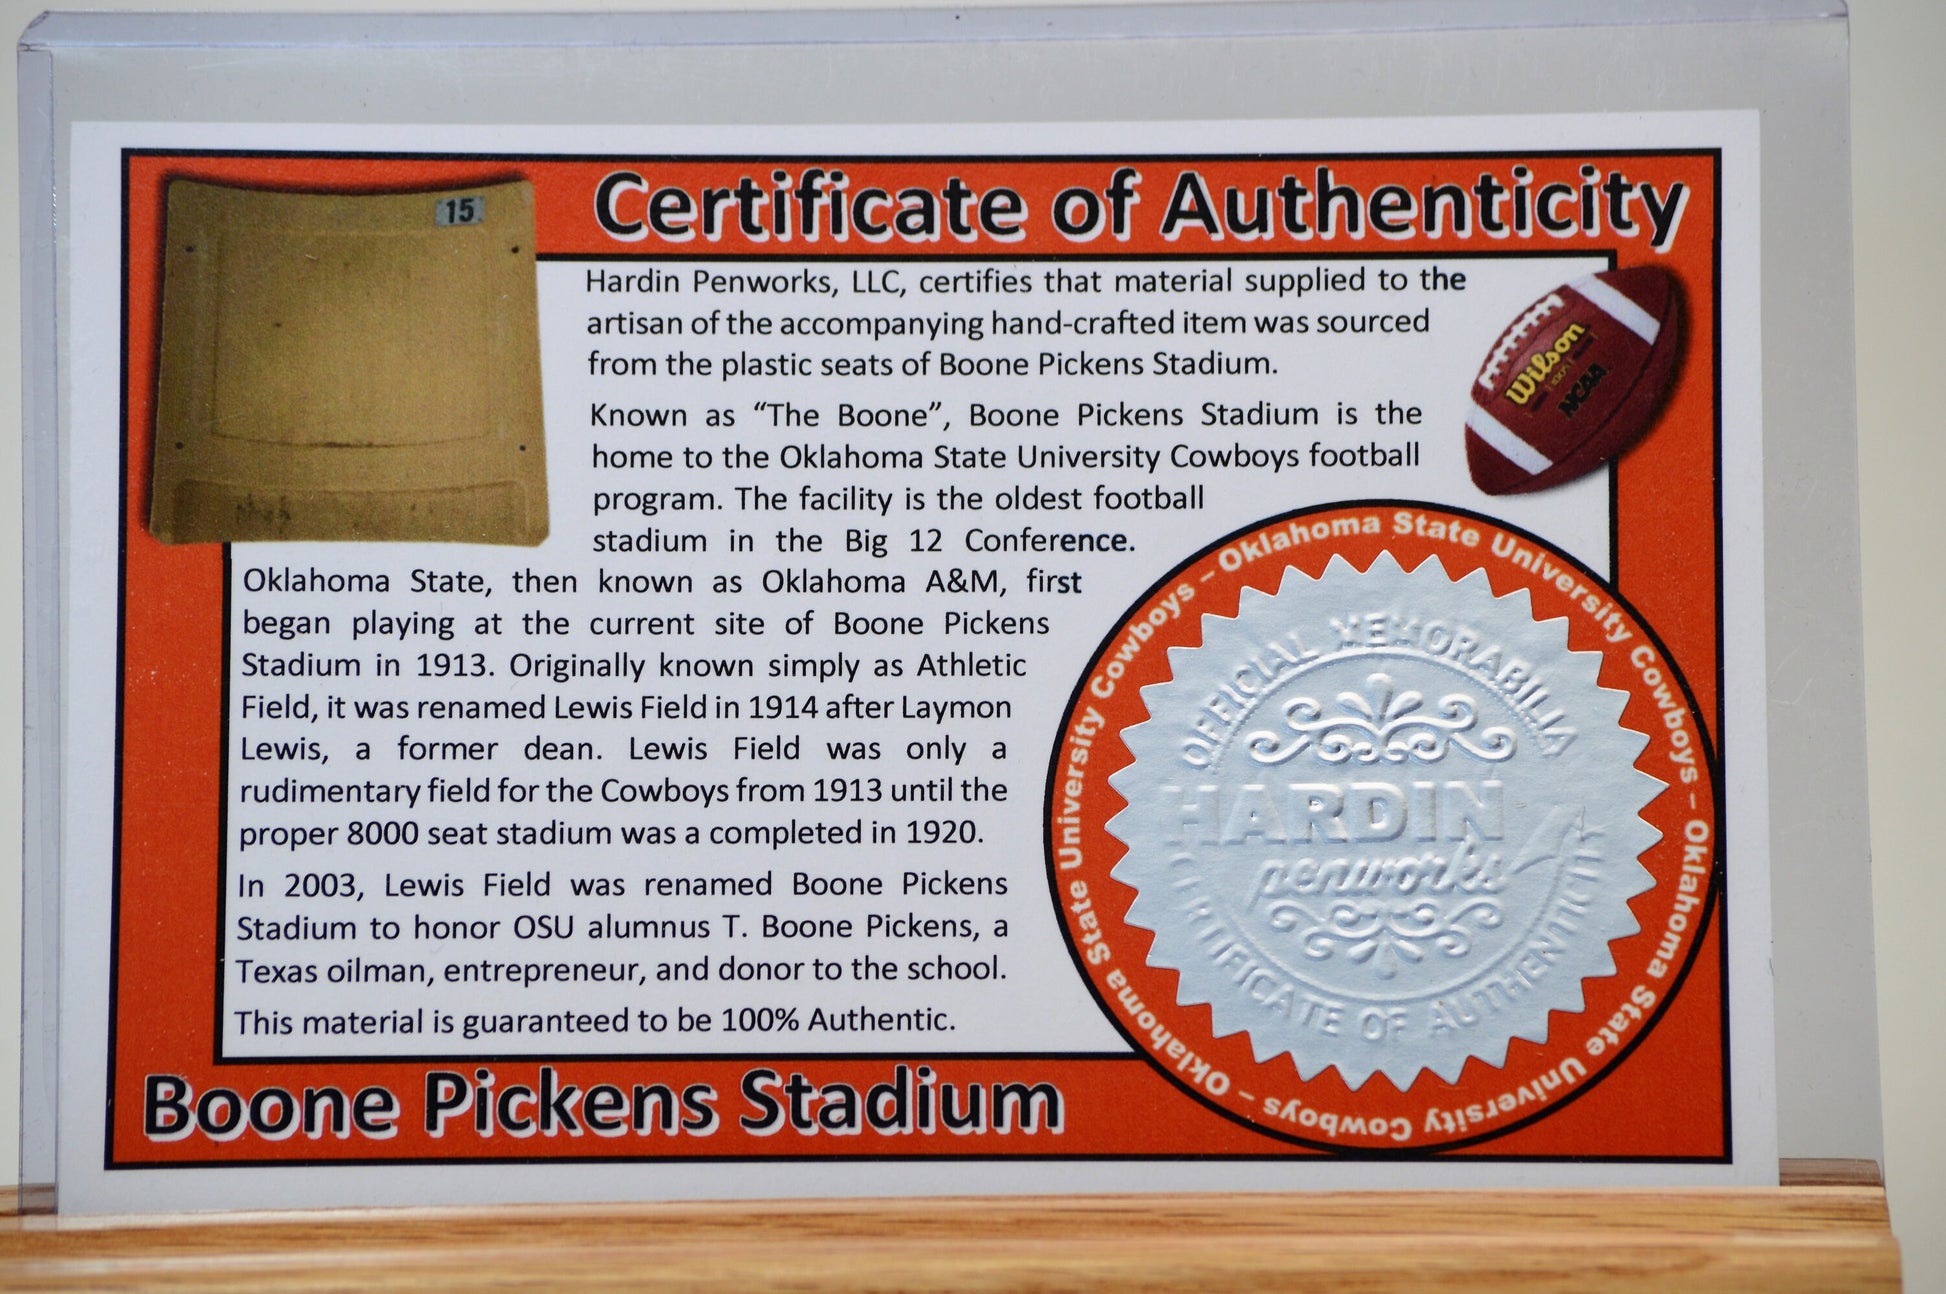 Certificate of Authenticity
15
Hardin Penworks, LLC, certifies that material supplied to the
artisan of the accompanying hand-crafted item was sourced
from the plastic seats of Boone Pickens Stadium.
Wilson
NCAA
Known as “The Boone”, Boone Pickens Stadium is the
home to the Oklahoma State University Cowboys football
program. The facility is the oldest football
stadium in the Big 12 Conference.
Oklahoma State, then known as Oklahoma A&M, first
began playing at the current site of Boone Pickens
Stadium in 1913. Originally known simply as Athletic
Field, it was renamed Lewis Field in 1914 after Laymon
Lewis, a former dean. Lewis Field was only a
rudimentary field for the Cowboys from 1913 until the
proper 8000 seat stadium was a completed in 1920.
In 2003, Lewis Field was renamed Boone Pickens
Stadium to honor OSU alumnus T. Boone Pickens, a
Texas oilman, entrepreneur, and donor to the school.
This material is guaranteed to be 100% Authentic.
Oklahoma State University Cowboys – Oklahoma State University Cowboys – Oklahoma State University Cowboys –
OFFICIAL MEMORABILIA
HARDIN
penworks
CERTIFICATE OF AUTHENTICITY
Boone Pickens Stadium